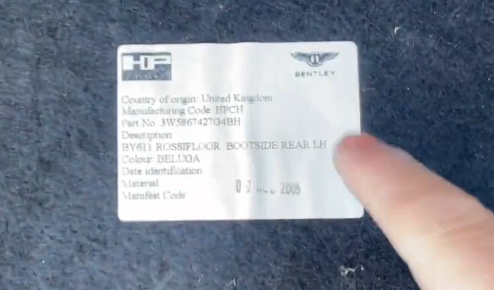 HP
BENTLEY
Country of origin: United Kingdom
Manufacturing Code: HPCH
Part No: 3W5867427G4BH
Description
BY611 ROSSIFLOOR BOOTSIDE REAR LH
Colour: BELUGA
Date identification
Material
Manifest Code
2005